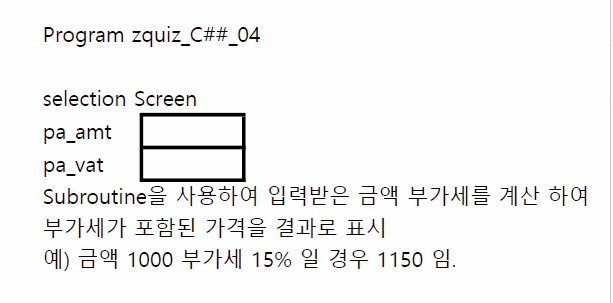 Program zquiz_C##_04
selection Screen
pa_amt
pa_vat
Subroutine을 사용하여 입력받은 금액 부가세를 계산 하여
부가세가 포함된 가격을 결과로 표시
예) 금액 1000 부가세 15% 일 경우 1150 임.